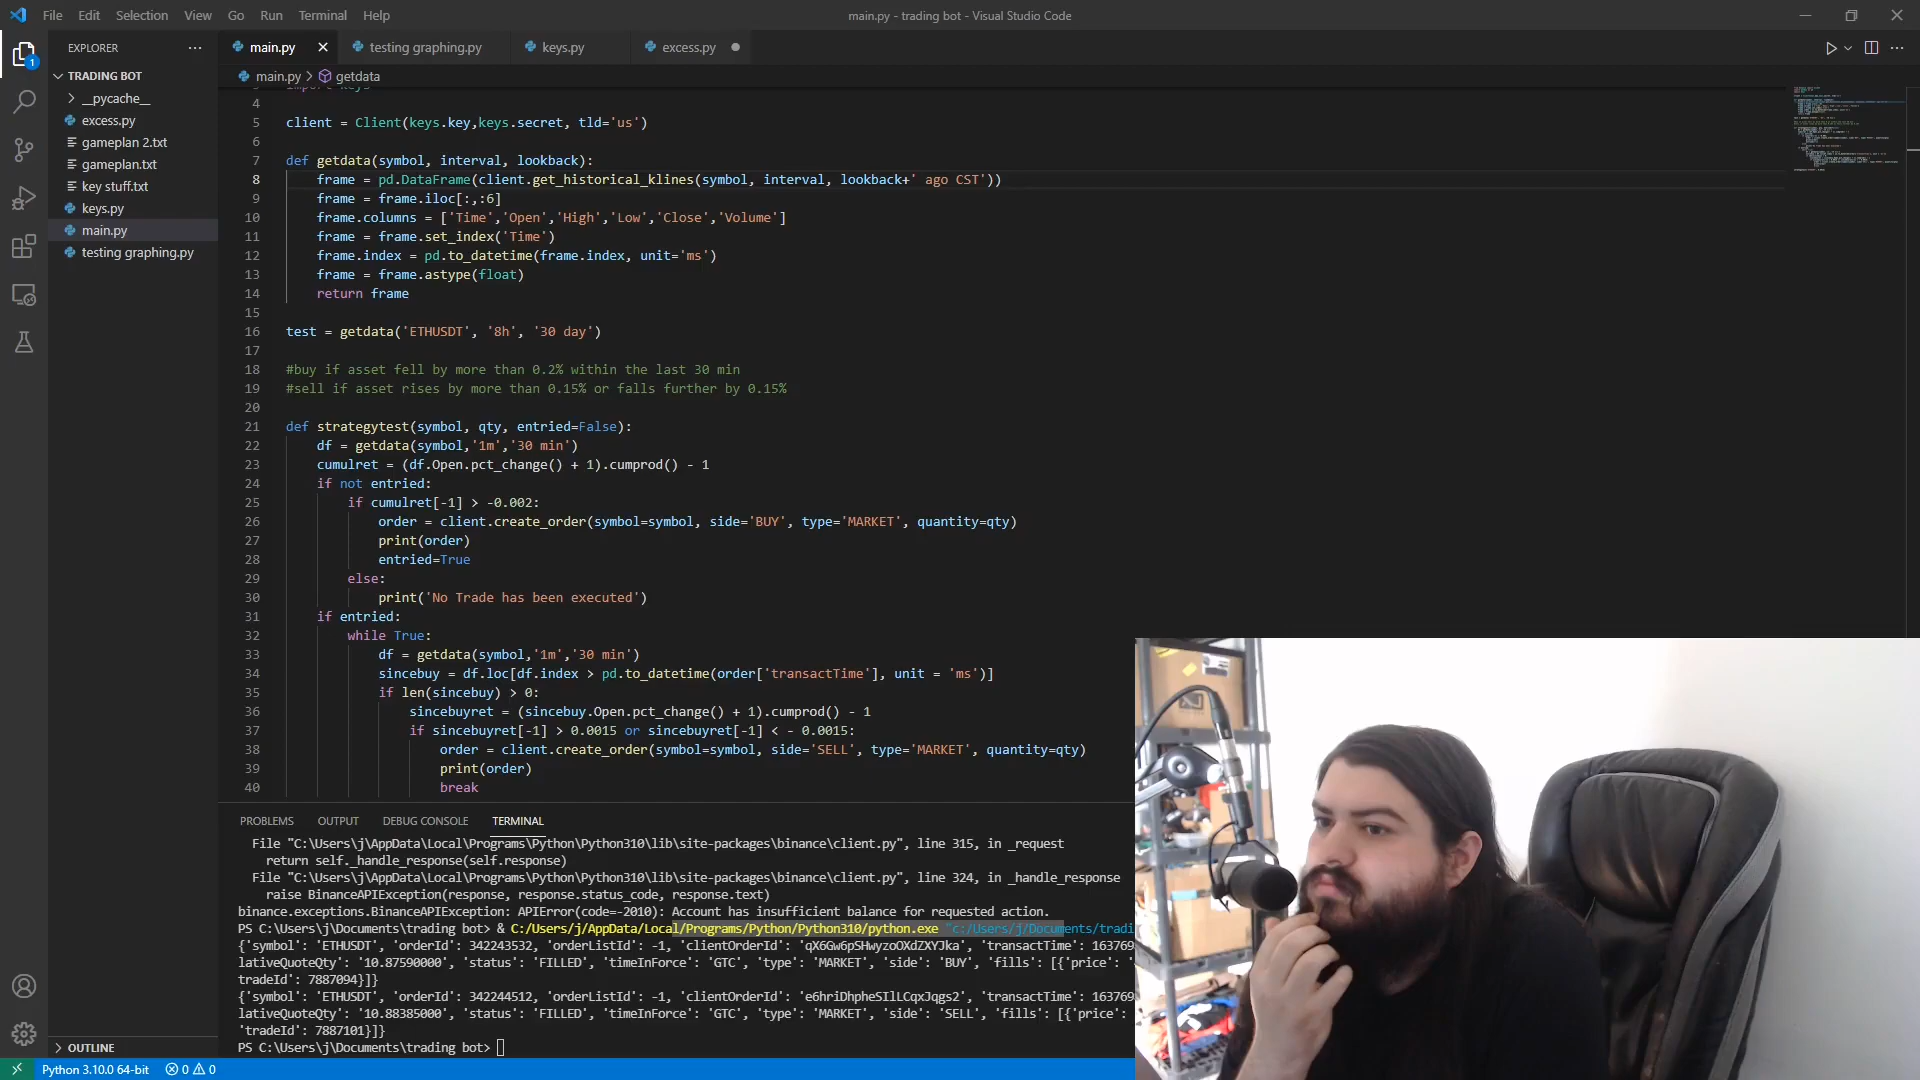 File Edit Selection View Go Run Terminal Help
main.py - trading bot - Visual Studio Code
EXPLORER
TRADING BOT
__pycache__
excess.py
gameplan 2.txt
gameplan.txt
key stuff.txt
keys.py
main.py
testing graphing.py
OUTLINE
1
main.py testing graphing.py keys.py excess.py
main.py > getdata
4
5 client = Client(keys.key,keys.secret, tld='us')
6
7 def getdata(symbol, interval, lookback):
8 frame = pd.DataFrame(client.get_historical_klines(symbol, interval, lookback+' ago CST'))
9 frame = frame.iloc[:,:6]
10 frame.columns = ['Time','Open','High','Low','Close','Volume']
11 frame = frame.set_index('Time')
12 frame.index = pd.to_datetime(frame.index, unit='ms')
13 frame = frame.astype(float)
14 return frame
15
16 test = getdata('ETHUSDT', '8h', '30 day')
17
18 #buy if asset fell by more than 0.2% within the last 30 min
19 #sell if asset rises by more than 0.15% or falls further by 0.15%
20
21 def strategytest(symbol, qty, entried=False):
22 df = getdata(symbol,'1m','30 min')
23 cumulret = (df.Open.pct_change() + 1).cumprod() - 1
24 if not entried:
25 if cumulret[-1] > -0.002:
26 order = client.create_order(symbol=symbol, side='BUY', type='MARKET', quantity=qty)
27 print(order)
28 entried=True
29 else:
30 print('No Trade has been executed')
31 if entried:
32 while True:
33 df = getdata(symbol,'1m','30 min')
34 sincebuy = df.loc[df.index > pd.to_datetime(order['transactTime'], unit = 'ms')]
35 if len(sincebuy) > 0:
36 sincebuyret = (sincebuy.Open.pct_change() + 1).cumprod() - 1
37 if sincebuyret[-1] > 0.0015 or sincebuyret[-1] < - 0.0015:
38 order = client.create_order(symbol=symbol, side='SELL', type='MARKET', quantity=qty)
39 print(order)
40 break
PROBLEMS OUTPUT DEBUG CONSOLE TERMINAL
File "C:\Users\j\AppData\Local\Programs\Python\Python310\lib\site-packages\binance\client.py", line 315, in _request
return self._handle_response(self.response)
File "C:\Users\j\AppData\Local\Programs\Python\Python310\lib\site-packages\binance\client.py", line 324, in _handle_response
raise BinanceAPIException(response, response.status_code, response.text)
binance.exceptions.BinanceAPIException: APIError(code=-2010): Account has insufficient balance for requested action.
PS C:\Users\j\Documents\trading bot> & C:/Users/j/AppData/Local/Programs/Python/Python310/python.exe "c:/Users/j/Documents/tradi
{'symbol': 'ETHUSDT', 'orderId': 342243532, 'orderListId': -1, 'clientOrderId': 'qX6Gw6pSHwyzoOXdZXYJka', 'transactTime': 163769
lativeQuoteQty': '10.87590000', 'status': 'FILLED', 'timeInForce': 'GTC', 'type': 'MARKET', 'side': 'BUY', 'fills': [{'price': '
tradeId': 7887094}]}
{'symbol': 'ETHUSDT', 'orderId': 342244512, 'orderListId': -1, 'clientOrderId': 'e6hriDhpheSIlLCqxJqgs2', 'transactTime': 163769
lativeQuoteQty': '10.88385000', 'status': 'FILLED', 'timeInForce': 'GTC', 'type': 'MARKET', 'side': 'SELL', 'fills': [{'price':
'tradeId': 7887101}]}
PS C:\Users\j\Documents\trading bot>
Python 3.10.0 64-bit 0 0